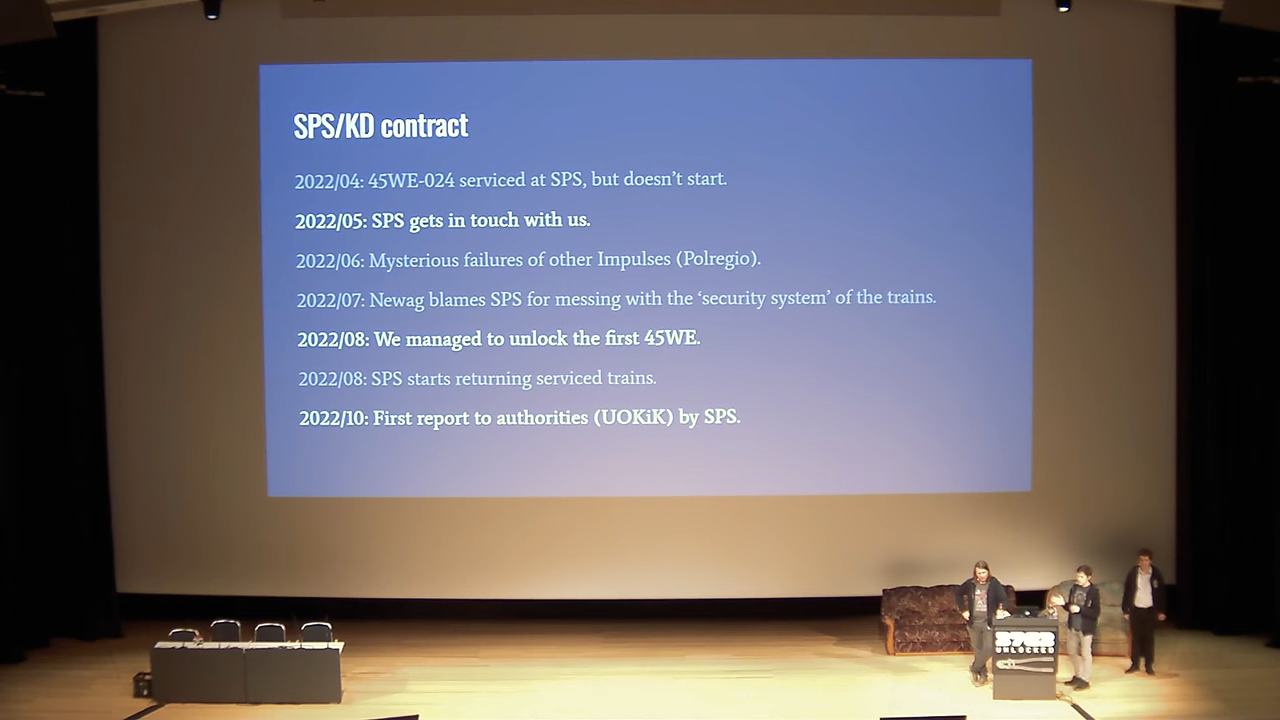 SPS/KD contract
2022/04: 45WE-024 serviced at SPS, but doesn’t start.
2022/05: SPS gets in touch with us.
2022/06: Mysterious failures of other Impulses (Polregio).
2022/07: Newag blames SPS for messing with the ‘security system’ of the trains.
2022/08: We managed to unlock the first 45WE.
2022/08: SPS starts returning serviced trains.
2022/10: First report to authorities (UOKiK) by SPS.
UNLOCKED